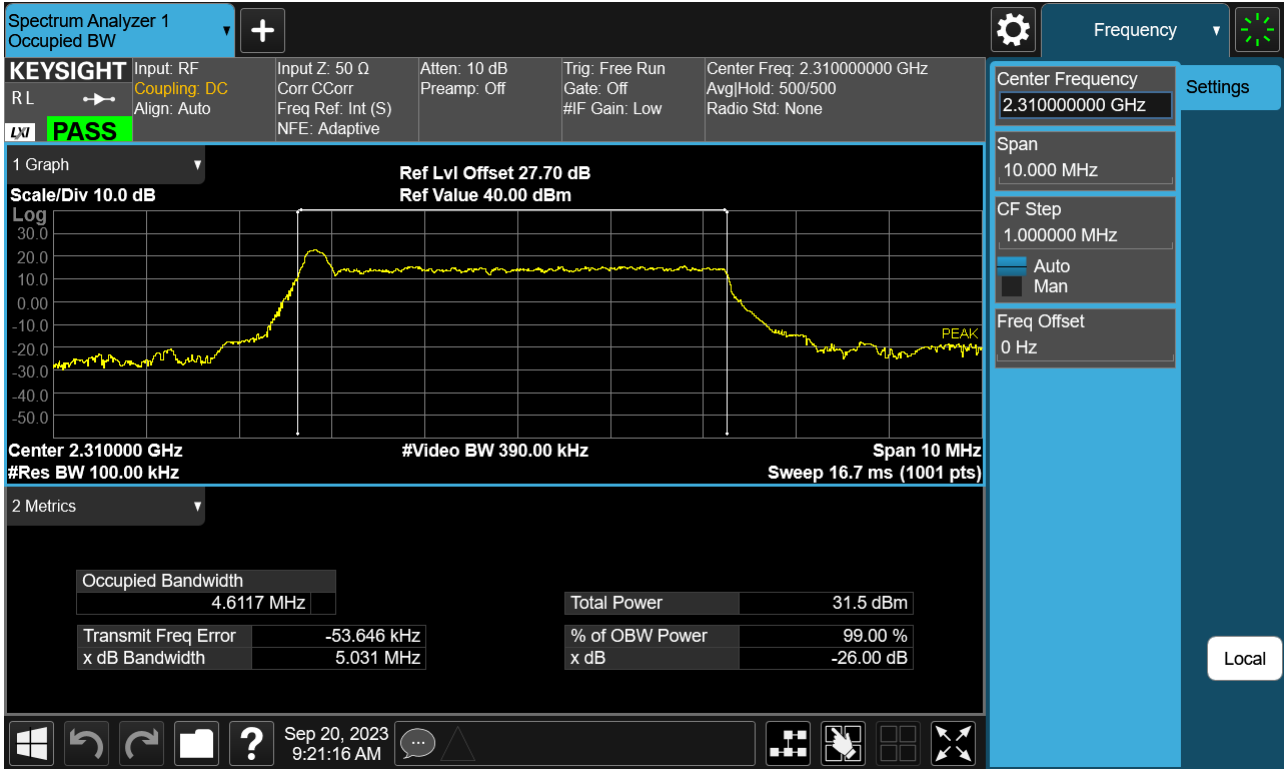 Spectrum Analyzer 1
Occupied BW
+
Frequency
KEYSIGHT
R L
LXI
PASS
Input: RF
Coupling: DC
Align: Auto
Input Z: 50 Ω
Corr CCorr
Freq Ref: Int (S)
NFE: Adaptive
Atten: 10 dB
Preamp: Off
Trig: Free Run
Gate: Off
#IF Gain: Low
Center Freq: 2.310000000 GHz
Avg|Hold: 500/500
Radio Std: None
Center Frequency
2.310000000 GHz
Settings
Span
10.000 MHz
CF Step
1.000000 MHz
Auto
Man
Freq Offset
0 Hz
Local
1 Graph
Scale/Div 10.0 dB
Ref Lvl Offset 27.70 dB
Ref Value 40.00 dBm
Log
30.0
20.0
10.0
0.00
-10.0
-20.0
-30.0
-40.0
-50.0
PEAK
Center 2.310000 GHz
#Video BW 390.00 kHz
Span 10 MHz
#Res BW 100.00 kHz
Sweep 16.7 ms (1001 pts)
2 Metrics
Occupied Bandwidth
4.6117 MHz
Total Power 31.5 dBm
Transmit Freq Error -53.646 kHz
% of OBW Power 99.00 %
x dB Bandwidth 5.031 MHz
x dB -26.00 dB
?
Sep 20, 2023
9:21:16 AM